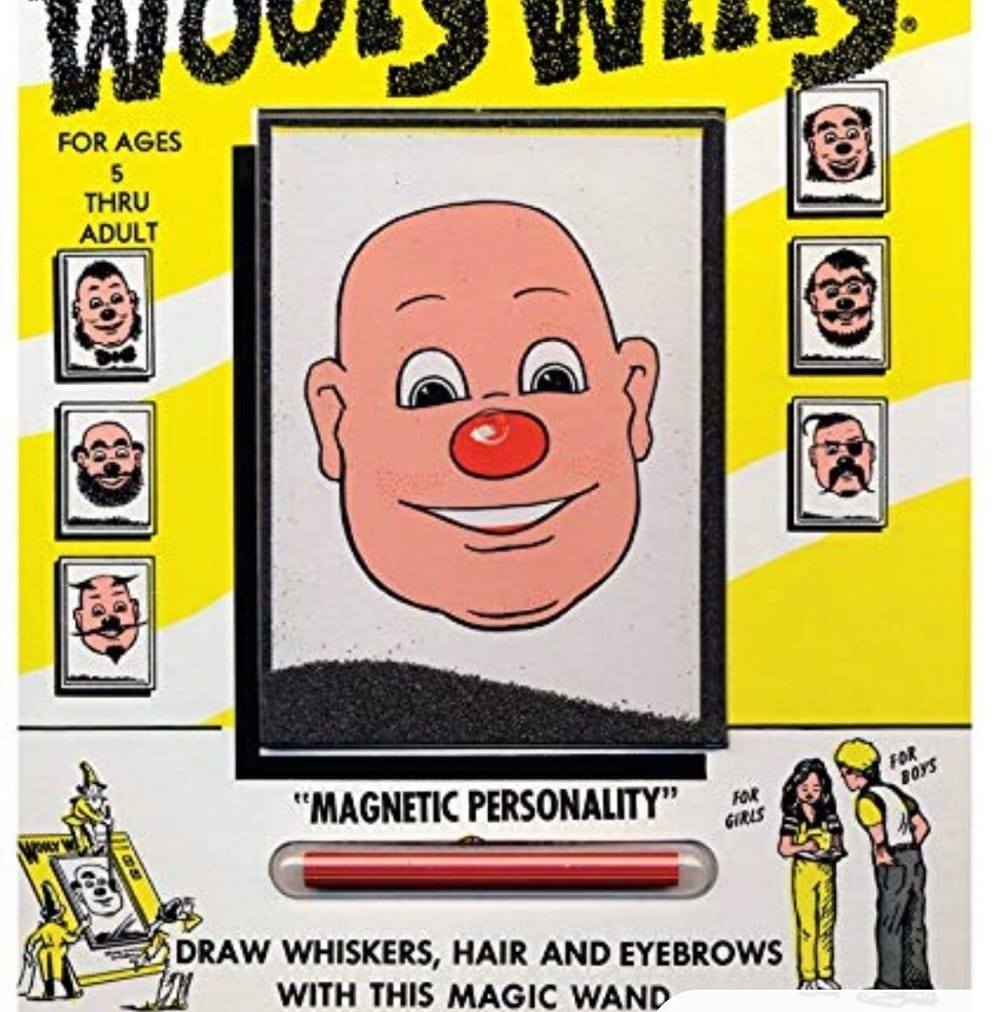 WOOLY WILLY®
FOR AGES
5
THRU
ADULT
"MAGNETIC PERSONALITY"
FOR
GIRLS
FOR
BOYS
WOOLY W
DRAW WHISKERS, HAIR AND EYEBROWS
WITH THIS MAGIC WAND